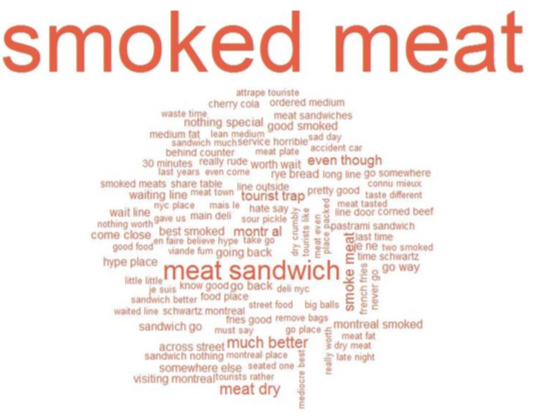 smoked meat
attrape touriste
cherry cola ordered medium
waste time meat sandwiches
nothing special good smoked
medium fat lean medium sad day
sandwich much service horrible accident car
behind counter meat plate
30 minutes really rude worth wait even though
last years even come rye bread long line go somewhere
smoked meats share table line outside pretty good connu mieux
waiting line meat town tourist trap taste different
nyc place mais le hate say meat tasted
wait line gave us main deli sour pickle line door corned beef
nothing worth pastrami sandwich
come close best smoked montr al last time
en faire believe hype take go je ne two smoked
good food viande fum going back time schwartz
hype place meat sandwich go way
dry crumbly
tourists like
meat even
place packed
smoke meat
french fries
never go
little little know good go back deli nyc
je suis
sandwich better food place
street food big balls
waited line schwartz montreal
fries good remove bags
sandwich go must say go place montreal smoked
meat fat
across street much better dry meat
sandwich nothing montreal place late night
somewhere else seated one
visiting montreal tourists rather
meat dry
mediocre best
really worth